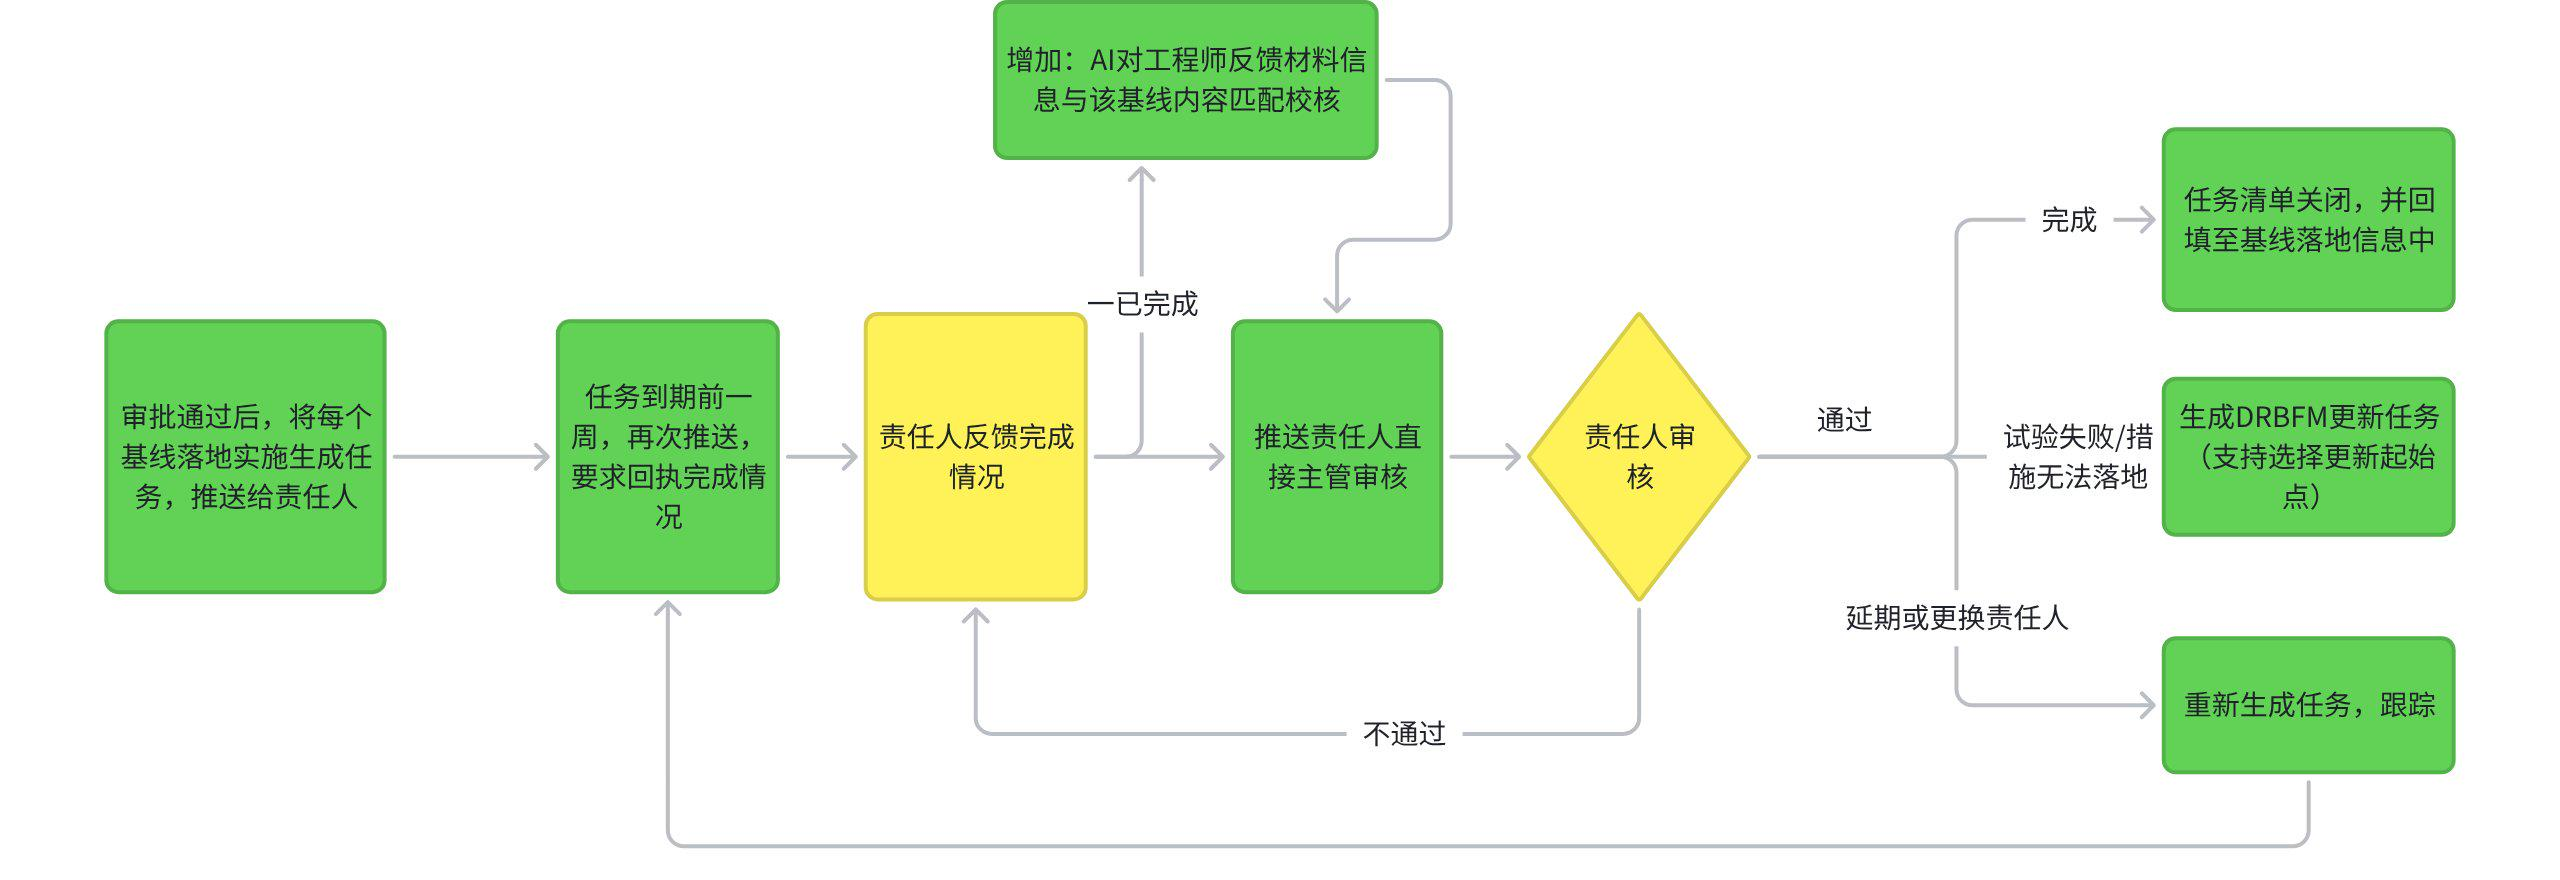 增加：AI对工程师反馈材料信
息与该基线内容匹配校核
一已完成
审批通过后，将每个
基线落地实施生成任
务，推送给责任人
任务到期前一
周，再次推送，
要求回执完成情
况
责任人反馈完成
情况
推送责任人直
接主管审核
责任人审
核
通过
不通过
完成
任务清单关闭，并回
填至基线落地信息中
试验失败/措
施无法落地
生成DRBFM更新任务
（支持选择更新起始
点）
延期或更换责任人
重新生成任务，跟踪